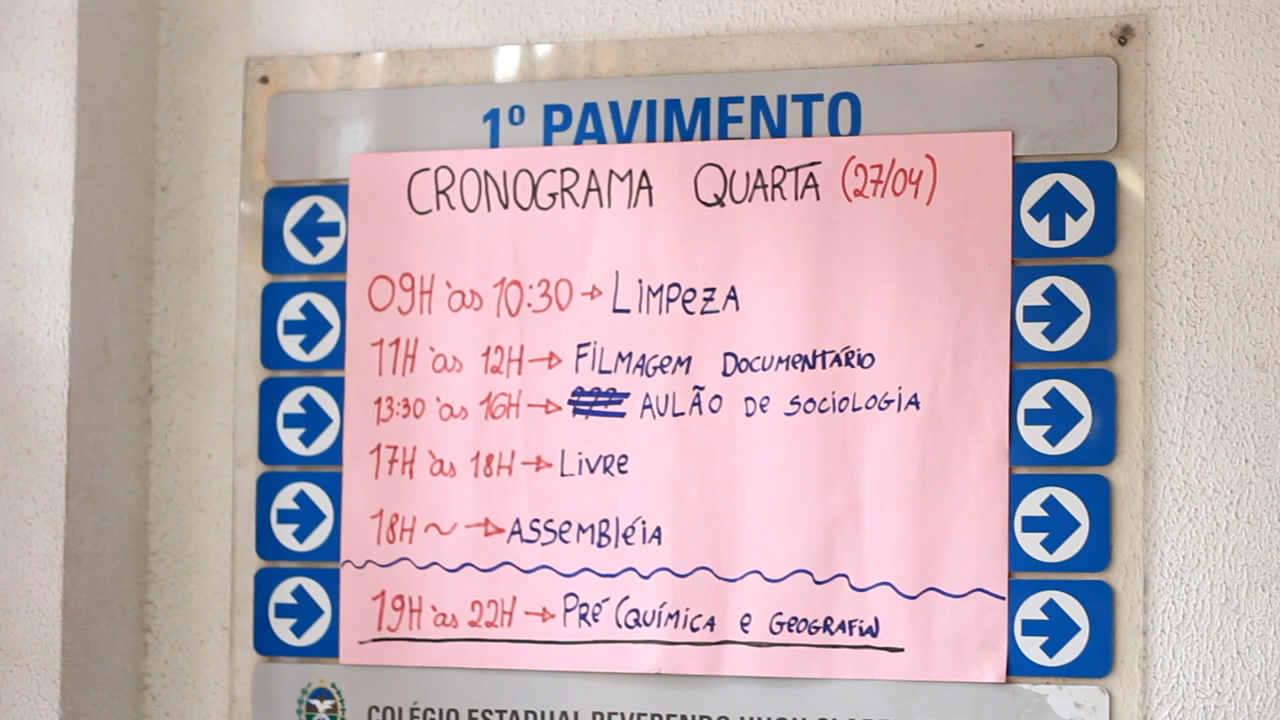 1º PAVIMENTO
CRONOGRAMA QUARTA (27/04)
09H às 10:30 → LIMPEZA
11H às 12H → FILMAGEM DOCUMENTÁRIO
13:30 às 16H → AULÃO DE SOCIOLOGIA
17H às 18H → LIVRE
18H ~ → ASSEMBLÉIA
19H às 22H → PRÉ (QUÍMICA e GEOGRAFIA)
COLÉGIO ESTADUAL REVERENDO HUGH